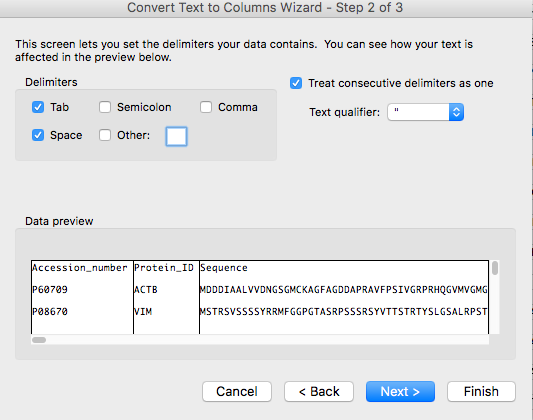 Convert Text to Columns Wizard - Step 2 of 3
This screen lets you set the delimiters your data contains. You can see how your text is
affected in the preview below.
Delimiters
Treat consecutive delimiters as one
Tab Semicolon Comma
Text qualifier: "
Space Other:
Data preview
Accession_number Protein_ID Sequence
P60709 ACTB MDDDIAALVVDNGSGMCKAGFAGDDAPRAVFPSIVGRPRHQGVMVGMG
P08670 VIM MSTRSVSSSSYRRMFGGPGTASRPSSSRSYVTTSTRTYSLGSALRPST
Cancel < Back Next > Finish